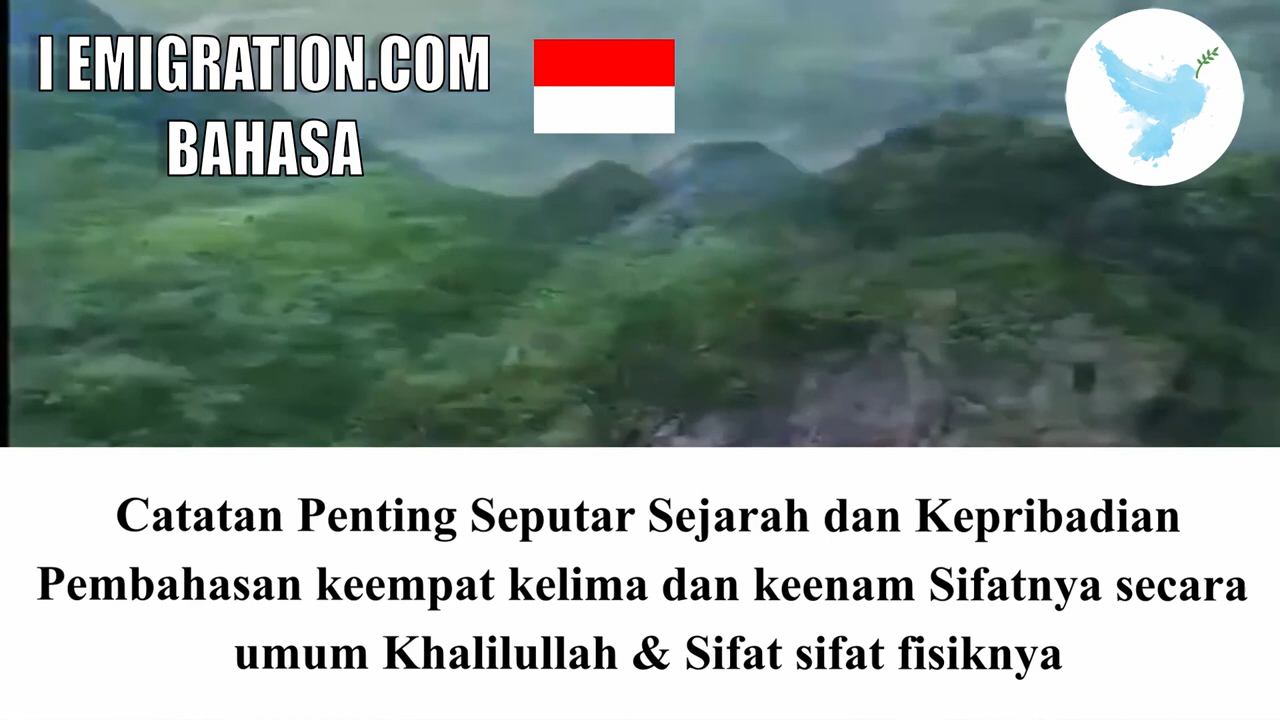 I EMIGRATION.COM
BAHASA
Catatan Penting Seputar Sejarah dan Kepribadian
Pembahasan keempat kelima dan keenam Sifatnya secara
umum Khalilullah & Sifat sifat fisiknya